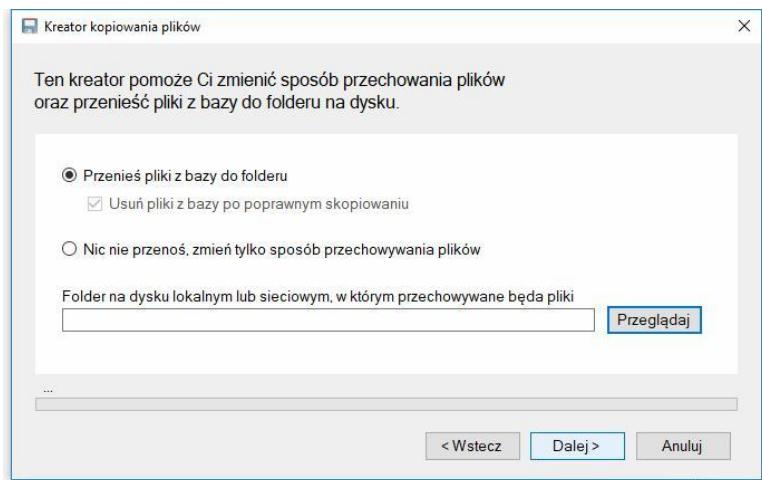 Kreator kopiowania plików
Ten kreator pomoże Ci zmienić sposób przechowania plików
oraz przenieść pliki z bazy do folderu na dysku.
Przenieś pliki z bazy do folderu
Usuń pliki z bazy po poprawnym skopiowaniu
Nic nie przenoś, zmień tylko sposób przechowywania plików
Folder na dysku lokalnym lub sieciowym, w którym przechowywane będa pliki
Przeglądaj
...
< Wstecz
Dalej >
Anuluj